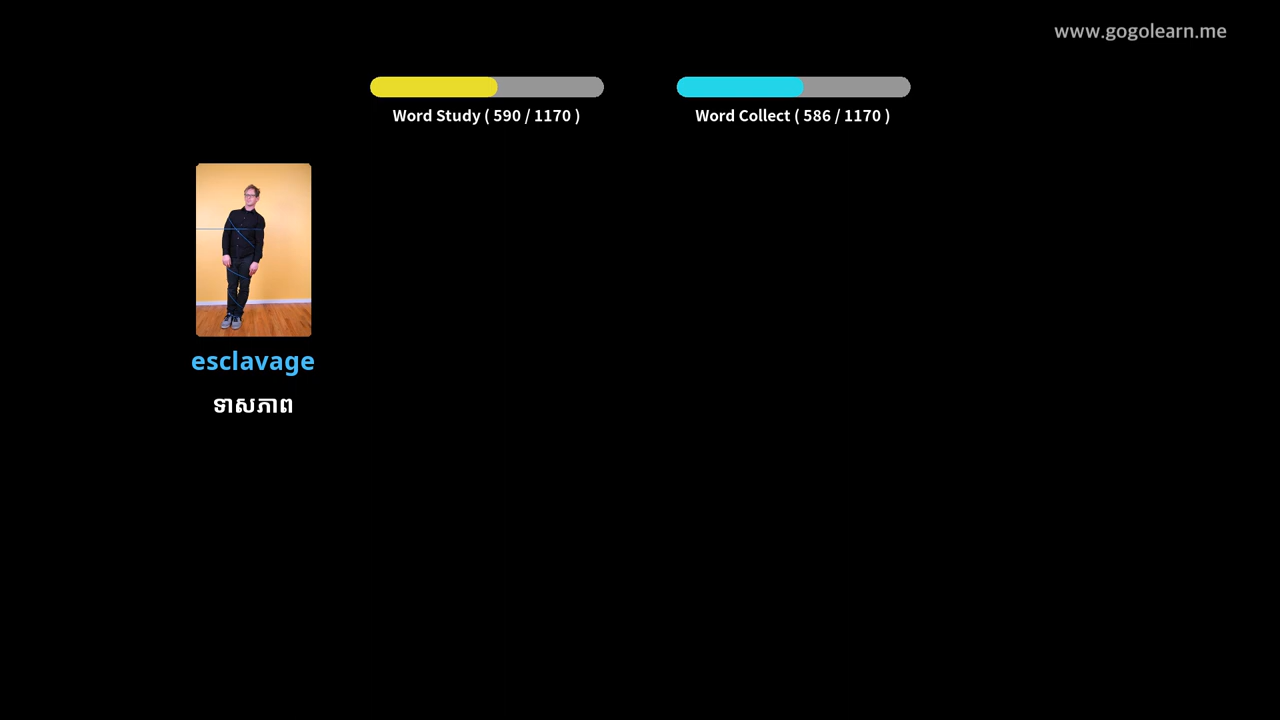 www.gogolearn.me
Word Study ( 590 / 1170 )
Word Collect ( 586 / 1170 )
esclavage
ទាសភាព